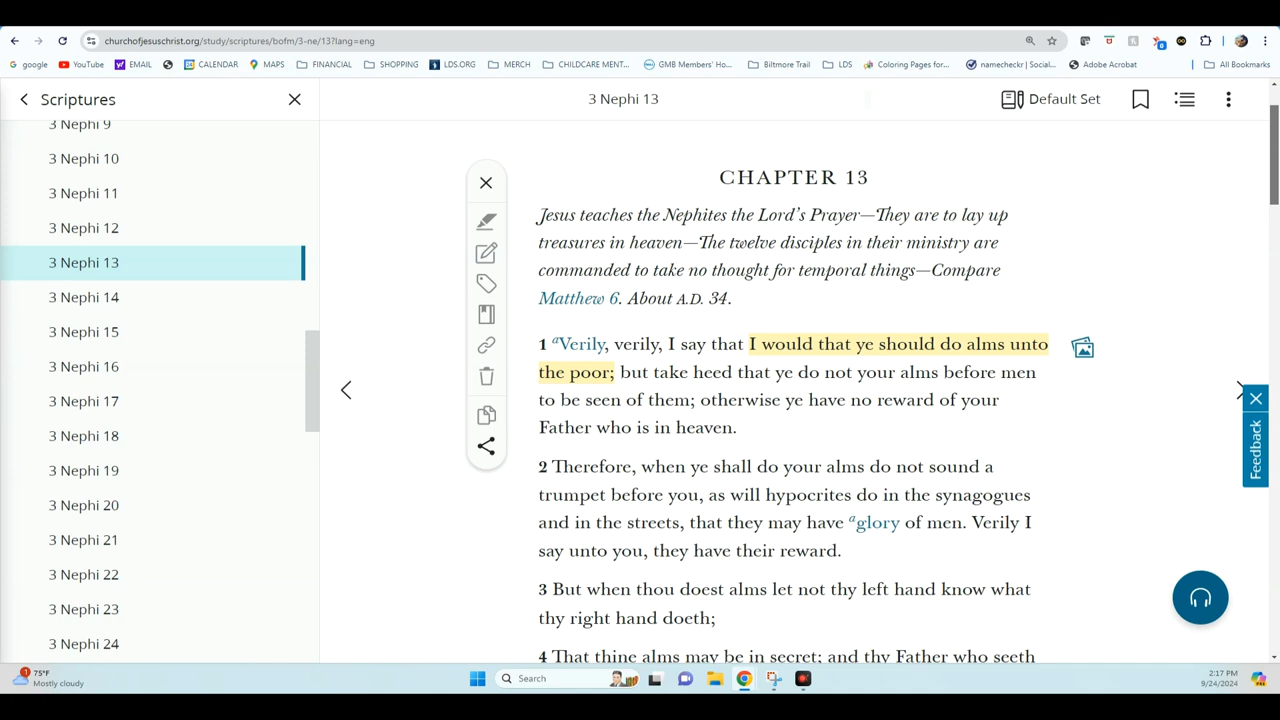 churchofjesuschrist.org/study/scriptures/bofm/3-ne/13?lang=eng
google YouTube EMAIL CALENDAR MAPS FINANCIAL SHOPPING LDS.ORG MERCH CHILDCARE MENT... GMB Members' Ho... Biltmore Trail LDS Coloring Pages for... namecheckr | Social... Adobe Acrobat All Bookmarks
Scriptures
3 Nephi 13
Default Set
3 Nephi 9
3 Nephi 10
3 Nephi 11
3 Nephi 12
3 Nephi 13
3 Nephi 14
3 Nephi 15
3 Nephi 16
3 Nephi 17
3 Nephi 18
3 Nephi 19
3 Nephi 20
3 Nephi 21
3 Nephi 22
3 Nephi 23
3 Nephi 24
CHAPTER 13
Jesus teaches the Nephites the Lord's Prayer—They are to lay up
treasures in heaven—The twelve disciples in their ministry are
commanded to take no thought for temporal things—Compare
Matthew 6. About A.D. 34.
1 aVerily, verily, I say that I would that ye should do alms unto
the poor; but take heed that ye do not your alms before men
to be seen of them; otherwise ye have no reward of your
Father who is in heaven.
2 Therefore, when ye shall do your alms do not sound a
trumpet before you, as will hypocrites do in the synagogues
and in the streets, that they may have aglory of men. Verily I
say unto you, they have their reward.
3 But when thou doest alms let not thy left hand know what
thy right hand doeth;
4 That thine alms may be in secret; and thy Father who seeth
Feedback
1
75°F
Mostly cloudy
Search
2:17 PM
9/24/2024